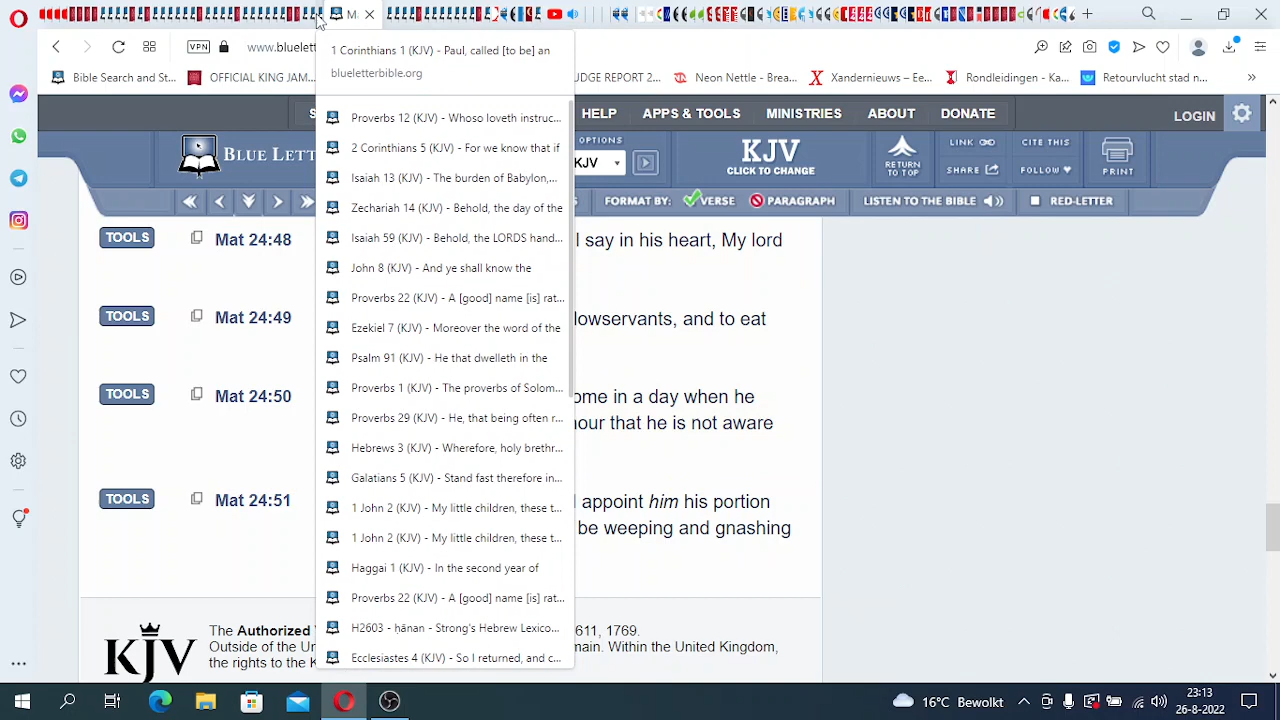 M
VPN
www.bluelett
1 Corinthians 1 (KJV) - Paul, called [to be] an
blueletterbible.org
Bible Search and St...
OFFICIAL KING JAM...
UDGE REPORT 2...
Neon Nettle - Brea...
Xandernieuws – Ee...
Rondleidingen - Ka...
Retourvlucht stad n...
»
S
HELP
APPS & TOOLS
MINISTRIES
ABOUT
DONATE
LOGIN
BLUE LETT
OPTIONS
KJV
KJV
CLICK TO CHANGE
RETURN
TO TOP
LINK
CITE THIS
SHARE
FOLLOW
PRINT
S
FORMAT BY:
VERSE
PARAGRAPH
LISTEN TO THE BIBLE
RED-LETTER
Proverbs 12 (KJV) - Whoso loveth instruc...
2 Corinthians 5 (KJV) - For we know that if
Isaiah 13 (KJV) - The burden of Babylon,...
Zechariah 14 (KJV) - Behold, the day of the
Isaiah 59 (KJV) - Behold, the LORDS hand...
John 8 (KJV) - And ye shall know the
Proverbs 22 (KJV) - A [good] name [is] rat...
Ezekiel 7 (KJV) - Moreover the word of the
Psalm 91 (KJV) - He that dwelleth in the
Proverbs 1 (KJV) - The proverbs of Solom...
Proverbs 29 (KJV) - He, that being often r...
Hebrews 3 (KJV) - Wherefore, holy brethr...
Galatians 5 (KJV) - Stand fast therefore in...
1 John 2 (KJV) - My little children, these t...
1 John 2 (KJV) - My little children, these t...
Haggai 1 (KJV) - In the second year of
Proverbs 22 (KJV) - A [good] name [is] rat...
H2603 - ḥānan - Strong's Hebrew Lexico...
Ecclesiastes 4 (KJV) - So I returned, and c...
TOOLS Mat 24:48 l say in his heart, My lord
TOOLS Mat 24:49 lowservants, and to eat
TOOLS Mat 24:50 ome in a day when he
hour that he is not aware
TOOLS Mat 24:51 l appoint him his portion
be weeping and gnashing
KJV
The Authorized V 611, 1769.
Outside of the Un main. Within the United Kingdom,
the rights to the K
16°C Bewolkt
23:13
26-8-2022